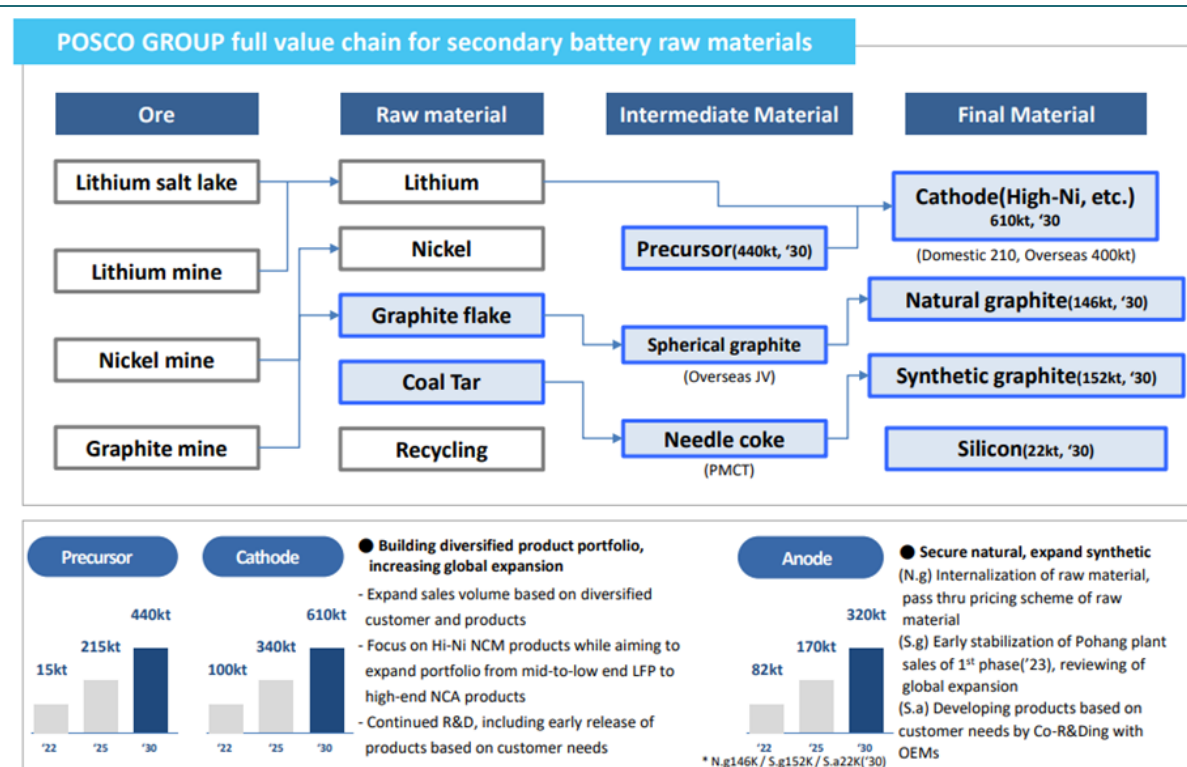 POSCO GROUP full value chain for secondary battery raw materials
Ore
Raw material
Intermediate Material
Final Material
Lithium salt lake
Lithium mine
Nickel mine
Graphite mine
Lithium
Nickel
Graphite flake
Coal Tar
Recycling
Precursor(440kt, ‘30)
Spherical graphite
(Overseas JV)
Needle coke
(PMCT)
Cathode(High-Ni, etc.)
610kt, ‘30
(Domestic 210, Overseas 400kt)
Natural graphite(146kt, ‘30)
Synthetic graphite(152kt, ‘30)
Silicon(22kt, ‘30)
Precursor
15kt
215kt
440kt
‘22
‘25
‘30
Cathode
100kt
340kt
610kt
‘22
‘25
‘30
● Building diversified product portfolio,
increasing global expansion
- Expand sales volume based on diversified
customer and products
- Focus on Hi-Ni NCM products while aiming to
expand portfolio from mid-to-low end LFP to
high-end NCA products
- Continued R&D, including early release of
products based on customer needs
Anode
82kt
170kt
320kt
‘22
‘25
‘30
* N.g146K / S.g152K / S.a22K(‘30)
● Secure natural, expand synthetic
(N.g) Internalization of raw material,
pass thru pricing scheme of raw
material
(S.g) Early stabilization of Pohang plant
sales of 1st phase(’23), reviewing of
global expansion
(S.a) Developing products based on
customer needs by Co-R&Ding with
OEMs